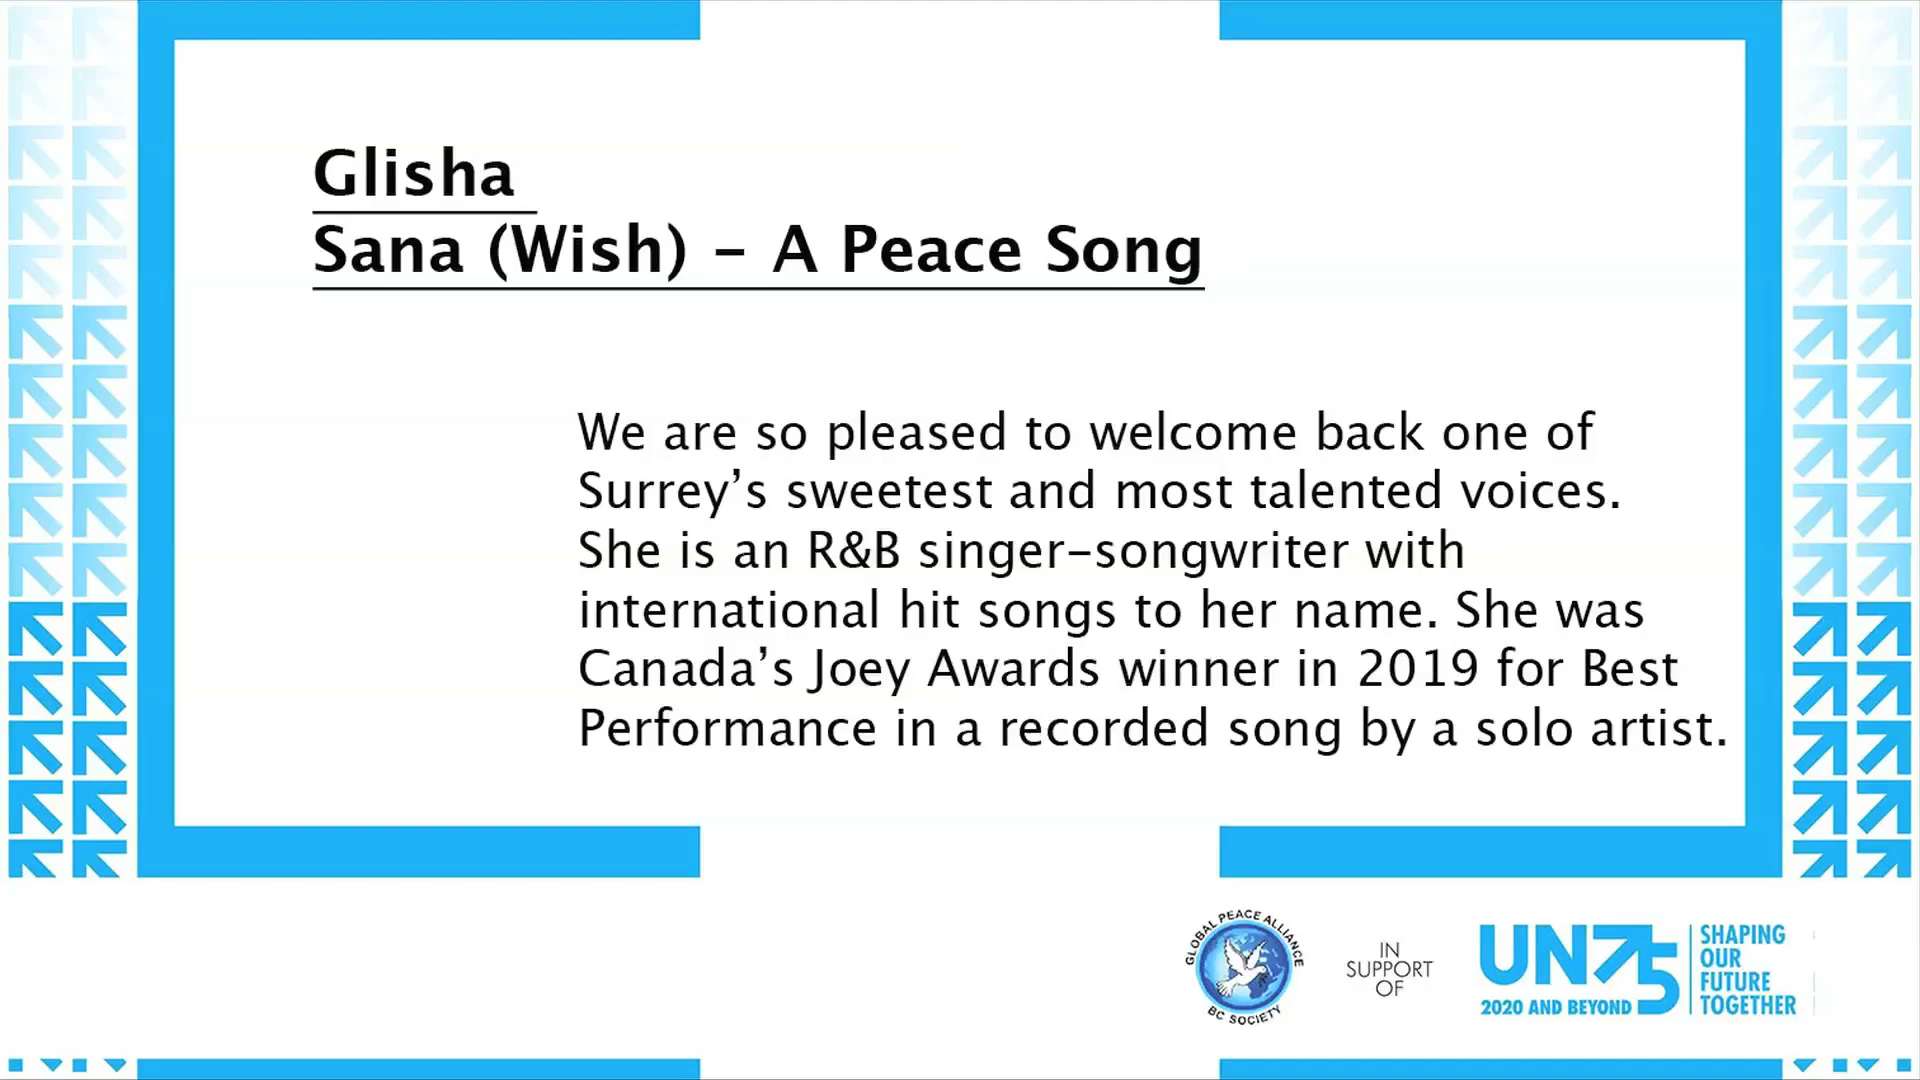 Glisha
Sana (Wish) – A Peace Song
We are so pleased to welcome back one of
Surrey’s sweetest and most talented voices.
She is an R&B singer–songwriter with
international hit songs to her name. She was
Canada’s Joey Awards winner in 2019 for Best
Performance in a recorded song by a solo artist.
GLOBAL PEACE ALLIANCE
BC SOCIETY
IN
SUPPORT
OF
UN75
2020 AND BEYOND
SHAPING
OUR
FUTURE
TOGETHER